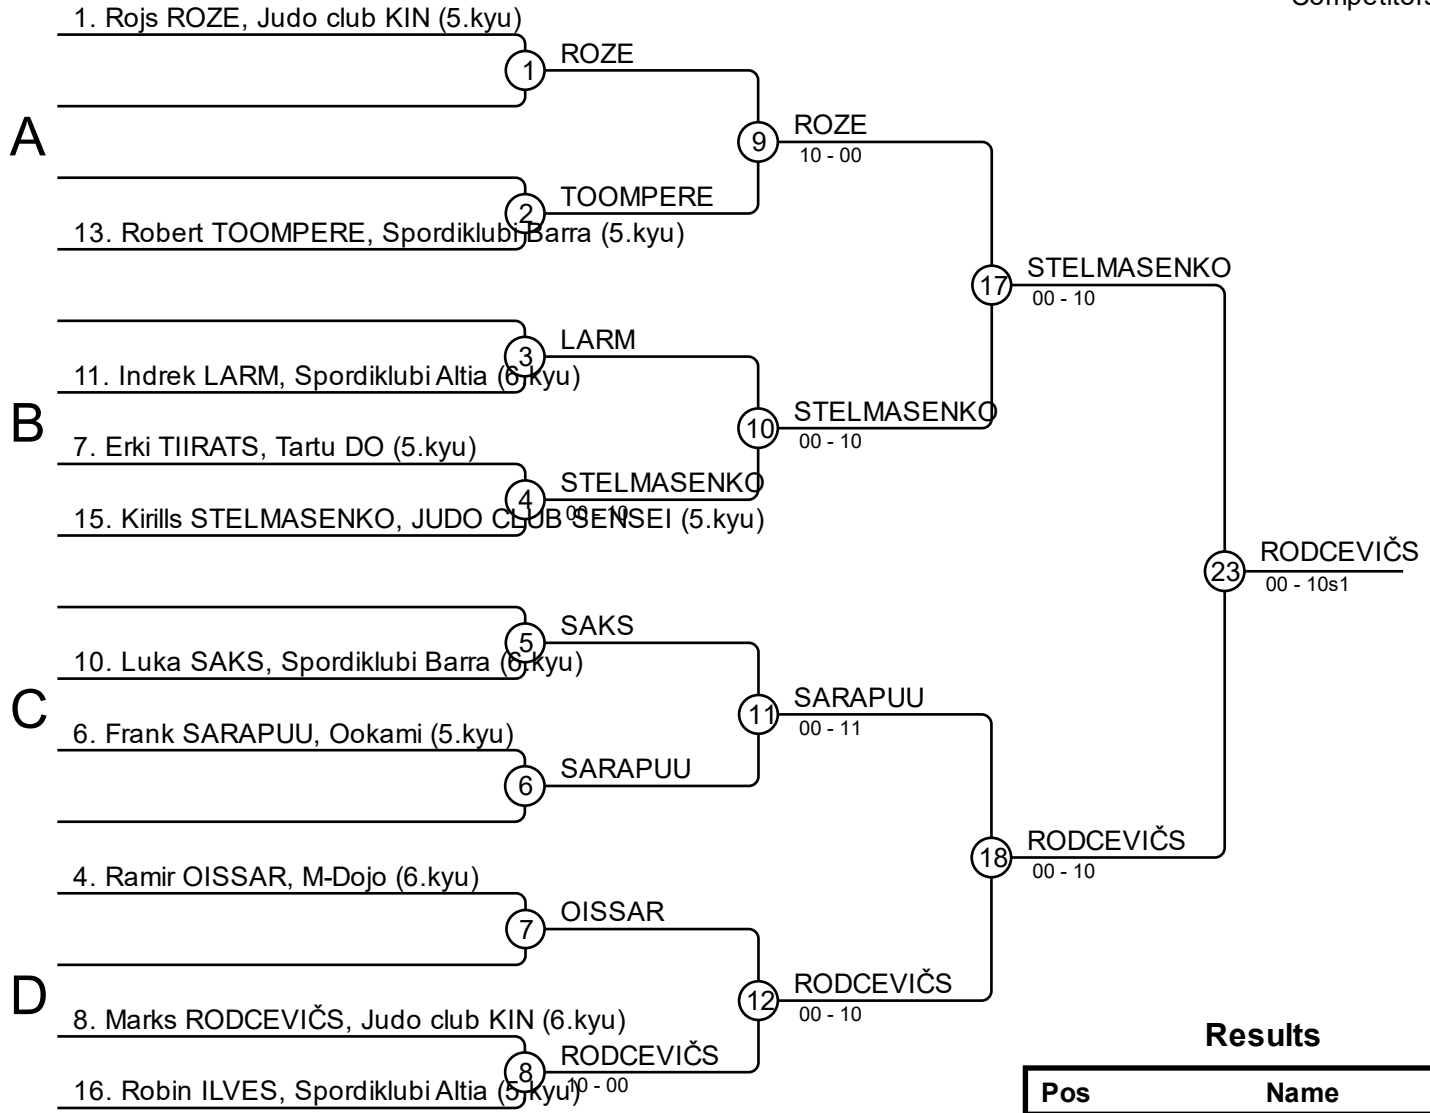 Competitors
1. Rojs ROZE, Judo club KIN (5.kyu)
1
ROZE
A
9
ROZE
10 - 00
2
TOOMPERE
13. Robert TOOMPERE, Spordiklubi Barra (5.kyu)
17
STELMASENKO
00 - 10
3
LARM
11. Indrek LARM, Spordiklubi Altia (6.kyu)
B
10
STELMASENKO
00 - 10
7. Erki TIIRATS, Tartu DO (5.kyu)
4
STELMASENKO
00 - 10
15. Kirills STELMASENKO, JUDO CLUB SENSEI (5.kyu)
23
RODCEVIČS
00 - 10s1
5
SAKS
10. Luka SAKS, Spordiklubi Barra (6.kyu)
C
11
SARAPUU
00 - 11
6. Frank SARAPUU, Ookami (5.kyu)
6
SARAPUU
18
RODCEVIČS
00 - 10
4. Ramir OISSAR, M-Dojo (6.kyu)
7
OISSAR
D
12
RODCEVIČS
00 - 10
8. Marks RODCEVIČS, Judo club KIN (6.kyu)
8
RODCEVIČS
10 - 00
16. Robin ILVES, Spordiklubi Altia (5.kyu)
Results
Pos Name